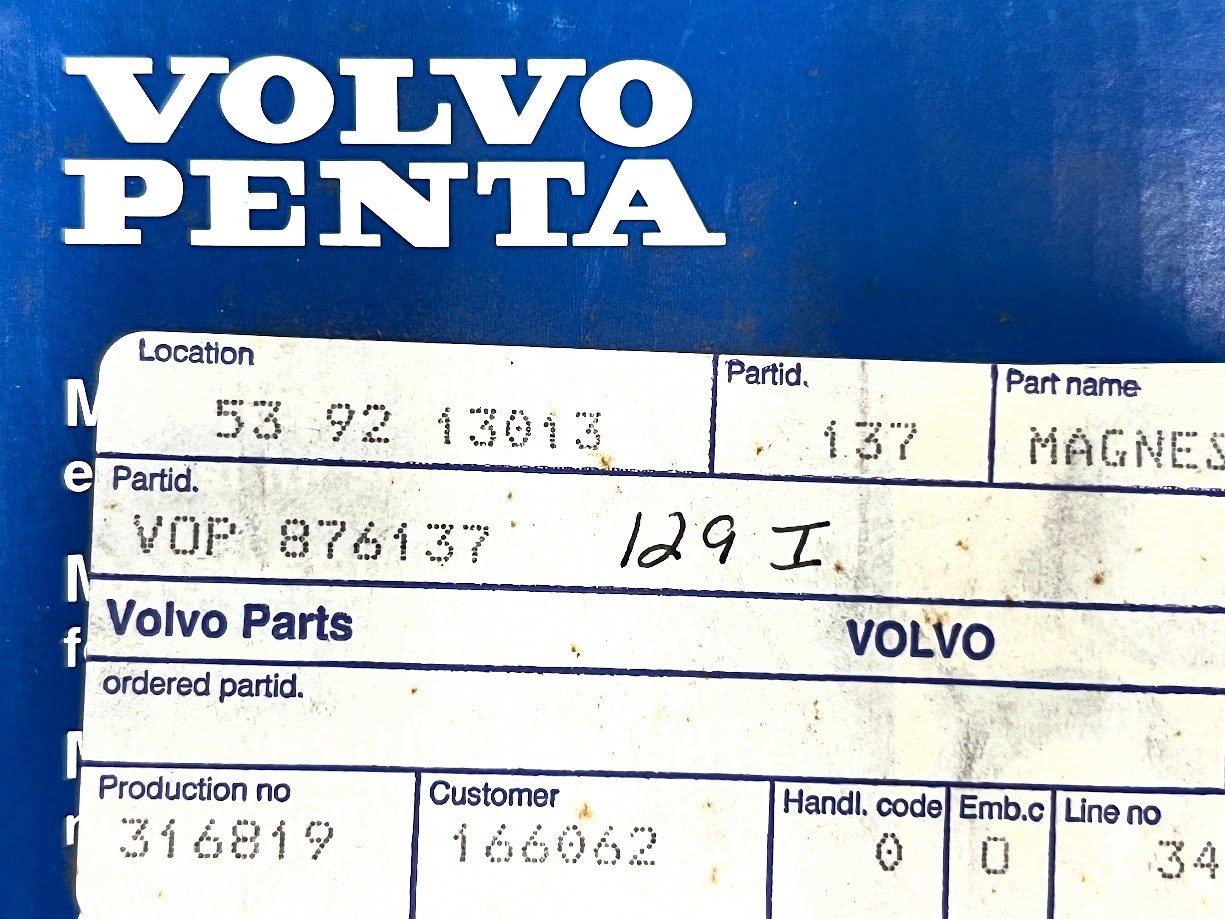 VOLVO
PENTA
Location Partid. Part name
53 92 13013 137 MAGNES
Partid.
VOP 876137 129 I
Volvo Parts VOLVO
ordered partid.
Production no Customer Handl. code Emb.c Line no
316819 166062 0 0 34